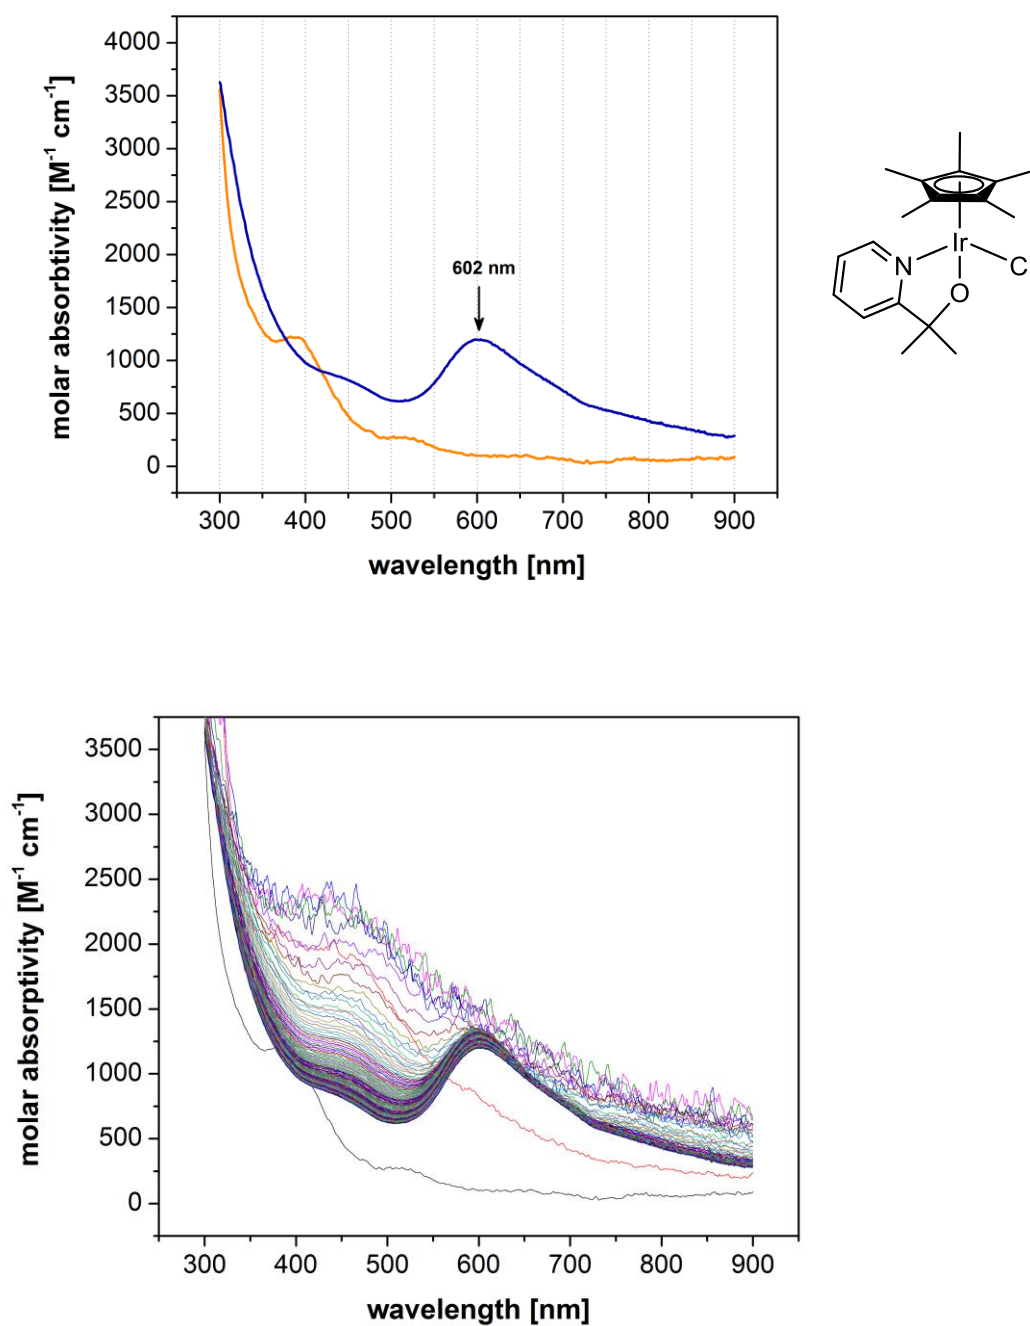 molar absorbtivity [M⁻¹ cm⁻¹]
4000
3500
3000
2500
2000
1500
1000
500
0
602 nm
300 400 500 600 700 800 900
wavelength [nm]
Ir
N
C
O
molar absorptivity [M⁻¹ cm⁻¹]
3500
3000
2500
2000
1500
1000
500
0
300 400 500 600 700 800 900
wavelength [nm]